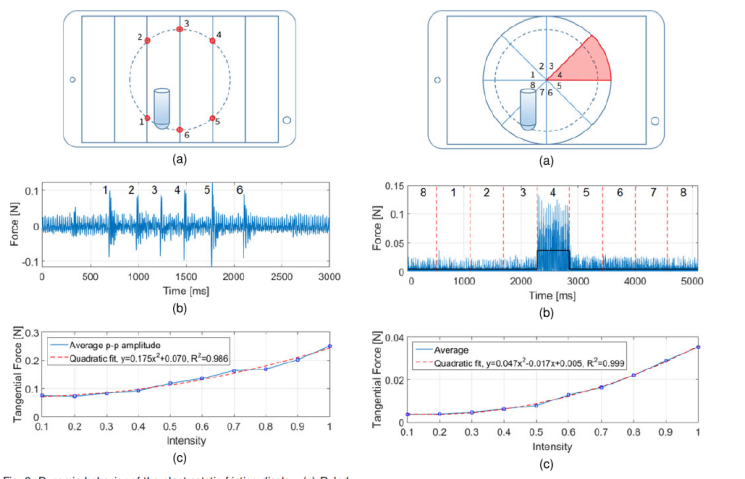 3
2
4
1
5
6
(a)
1 2 3 4 5 6
0.1
0
-0.1
Force [N]
0 500 1000 1500 2000 2500 3000
Time [ms]
(b)
0.3
0.2
0.1
0
Tangential Force [N]
Average p-p amplitude
Quadratic fit, y=0.175x²+0.070, R²=0.986
0.1 0.2 0.3 0.4 0.5 0.6 0.7 0.8 0.9 1
Intensity
(c)
2 3
1 4
8 5
7 6
(a)
8 1 2 3 4 5 6 7 8
0.15
0.1
0.05
0
Force [N]
0 1000 2000 3000 4000 5000
Time [ms]
(b)
0.04
0.02
0
Tangential Force [N]
Average
Quadratic fit, y=0.047x²-0.017x+0.005, R²=0.999
0.1 0.2 0.3 0.4 0.5 0.6 0.7 0.8 0.9 1
Intensity
(c)